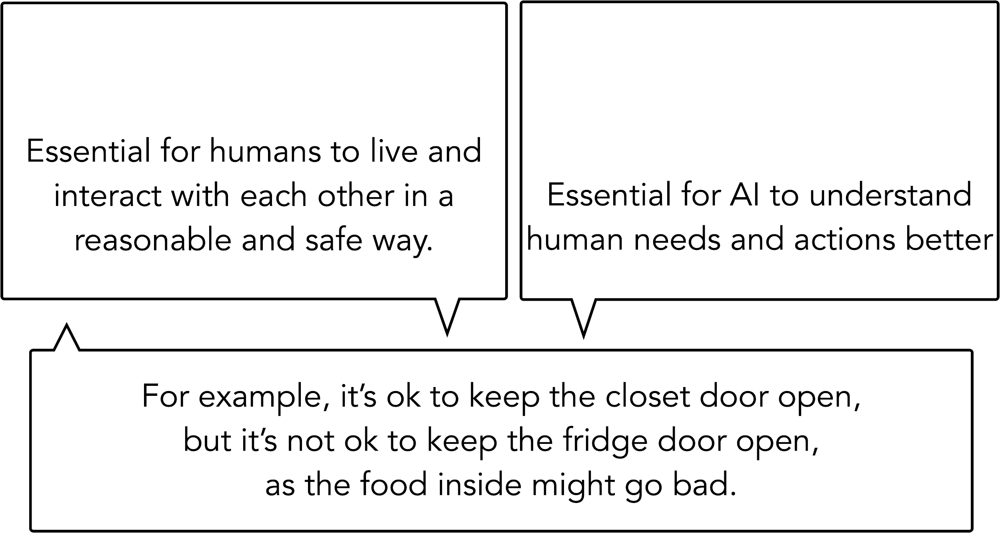 Essential for humans to live and
interact with each other in a
reasonable and safe way.
Essential for AI to understand
human needs and actions better
For example, it’s ok to keep the closet door open,
but it’s not ok to keep the fridge door open,
as the food inside might go bad.